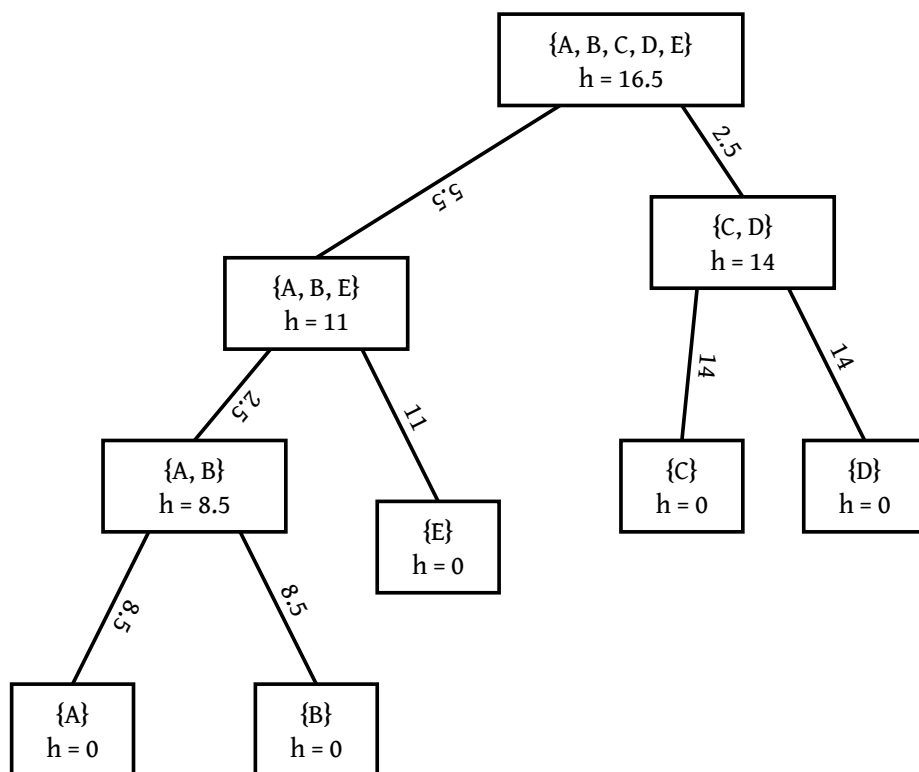 {A, B, C, D, E}
h = 16.5
2.5
5.5
{C, D}
h = 14
{A, B, E}
h = 11
14
14
2.5
11
{A, B}
h = 8.5
{C}
h = 0
{D}
h = 0
{E}
h = 0
8.5
8.5
{A}
h = 0
{B}
h = 0